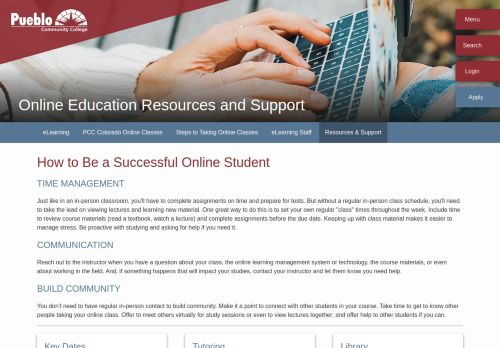 Pueblo
Community College
Menu
Search
Login
Apply
Online Education Resources and Support
eLearning
PCC Colorado Online Classes
Steps to Taking Online Classes
eLearning Staff
Resources & Support
How to Be a Successful Online Student
TIME MANAGEMENT
Just like in an in-person classroom, you'll have to complete assignments on time and prepare for tests. But without a regular in-person class schedule, you'll need
to take the lead on viewing lectures and learning new material. One great way to do this is to set your own regular "class" times throughout the week. Include time
to review course materials (read a textbook, watch a lecture) and complete assignments before the due date. Keeping up with class material makes it easier to
manage stress. Be proactive with studying and asking for help if you need it.
COMMUNICATION
Reach out to the instructor when you have a question about your class, the online learning management system or technology, the course materials, or even
about working in the field. And, if something happens that will impact your studies, contact your instructor and let them know you need help.
BUILD COMMUNITY
You don't need to have regular in-person contact to build community. Make it a point to connect with other students in your course. Take time to get to know other
people taking your online class. Offer to meet others virtually for study sessions or even to view lectures together; and offer help to other students if you can.
Key Dates
Tutoring
Library